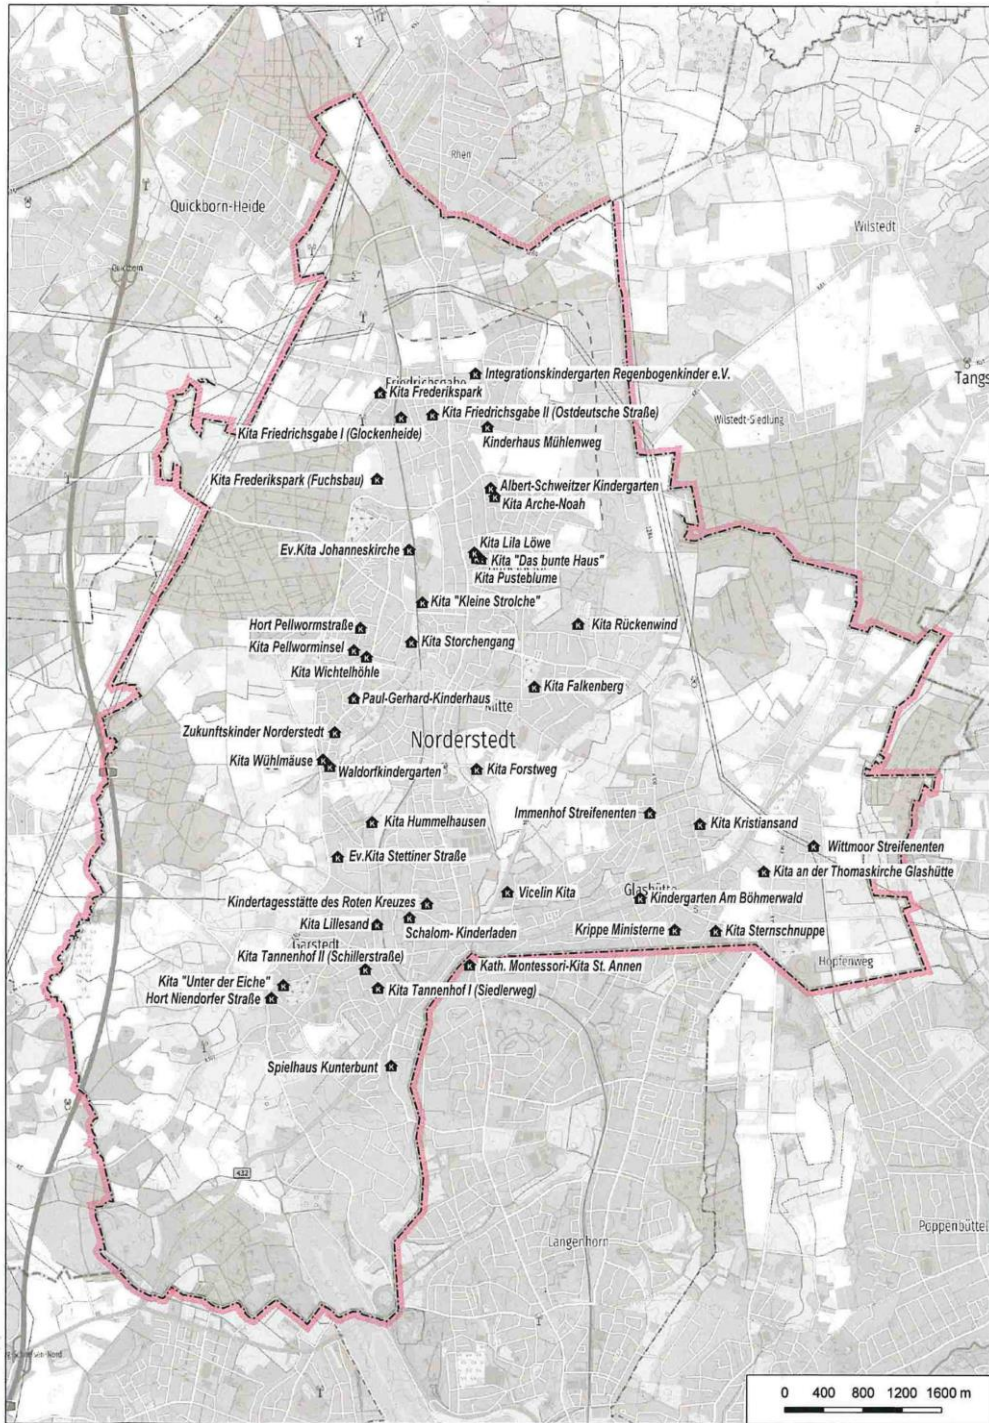 Rhen
Quickborn-Heide
Wilstedt
Quickborn
Tangs
Integrationskindergarten Regenbogenkinder e.V.
Friedrichsgabe
Kita Frederikspark
Kita Friedrichsgabe II (Ostdeutsche Straße)
Wilstedt-Siedlung
Kita Friedrichsgabe I (Glockenheide)
Kinderhaus Mühlenweg
Kita Frederikspark (Fuchsbau)
Albert-Schweitzer Kindergarten
Kita Arche-Noah
Ev.Kita Johanneskirche
Kita Lila Löwe
Kita "Das bunte Haus"
Kita Pusteblume
Kita "Kleine Strolche"
Hort Pellwormstraße
Kita Rückenwind
Kita Storchengang
Kita Pellworminsel
Kita Wichtelhöhle
Kita Falkenberg
Paul-Gerhard-Kinderhaus
Mitte
Zukunftskinder Norderstedt
Norderstedt
Kita Wühlmäuse
Waldorfkindergarten
Kita Forstweg
Immenhof Streifenenten
Kita Hummelhausen
Kita Kristiansand
Wittmoor Streifenenten
Ev.Kita Stettiner Straße
Kita an der Thomaskirche Glashütte
Vicelin Kita
Glashütte
Kindergarten Am Böhmerwald
Kindertagesstätte des Roten Kreuzes
Kita Lillesand
Schalom- Kinderladen
Krippe Ministerne
Kita Sternschnuppe
Garstedt
Kita Tannenhof II (Schillerstraße)
Kath. Montessori-Kita St. Annen
Hopfenweg
Kita "Unter der Eiche"
Kita Tannenhof I (Siedlerweg)
Hort Niendorfer Straße
Spielhaus Kunterbunt
432
Poppenbüttel
Langenhorn
0 400 800 1200 1600 m